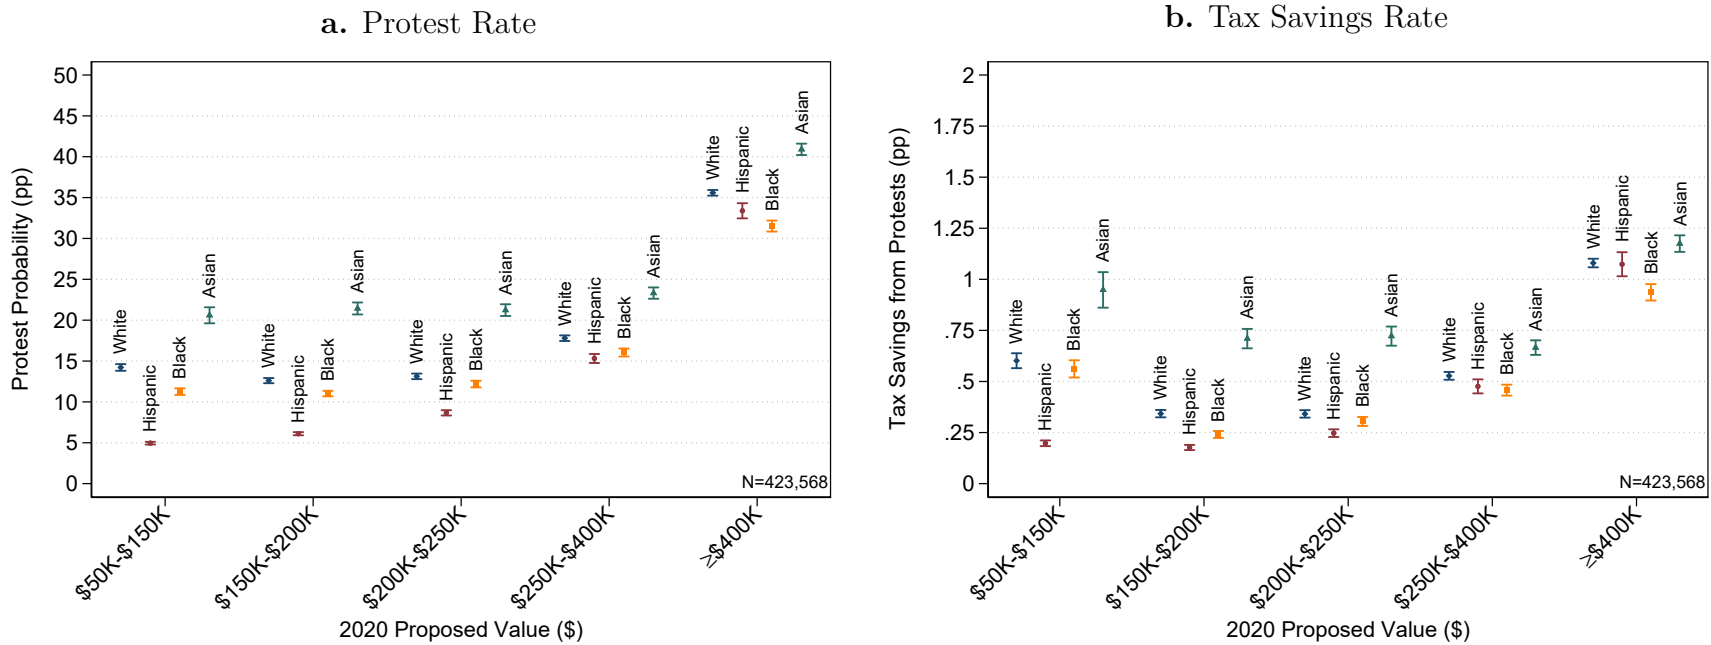 a. Protest Rate
Protest Probability (pp)
50
45
40
35
30
25
20
15
10
5
0
White
Hispanic
Black
Asian
White
Hispanic
Black
Asian
White
Hispanic
Black
Asian
White
Hispanic
Black
Asian
White
Hispanic
Black
Asian
N=423,568
$50K-$150K
$150K-$200K
$200K-$250K
$250K-$400K
≥$400K
2020 Proposed Value ($)
b. Tax Savings Rate
Tax Savings from Protests (pp)
2
1.75
1.5
1.25
1
.75
.5
.25
0
White
Hispanic
Black
Asian
White
Hispanic
Black
Asian
White
Hispanic
Black
Asian
White
Hispanic
Black
Asian
White
Hispanic
Black
Asian
N=423,568
$50K-$150K
$150K-$200K
$200K-$250K
$250K-$400K
≥$400K
2020 Proposed Value ($)